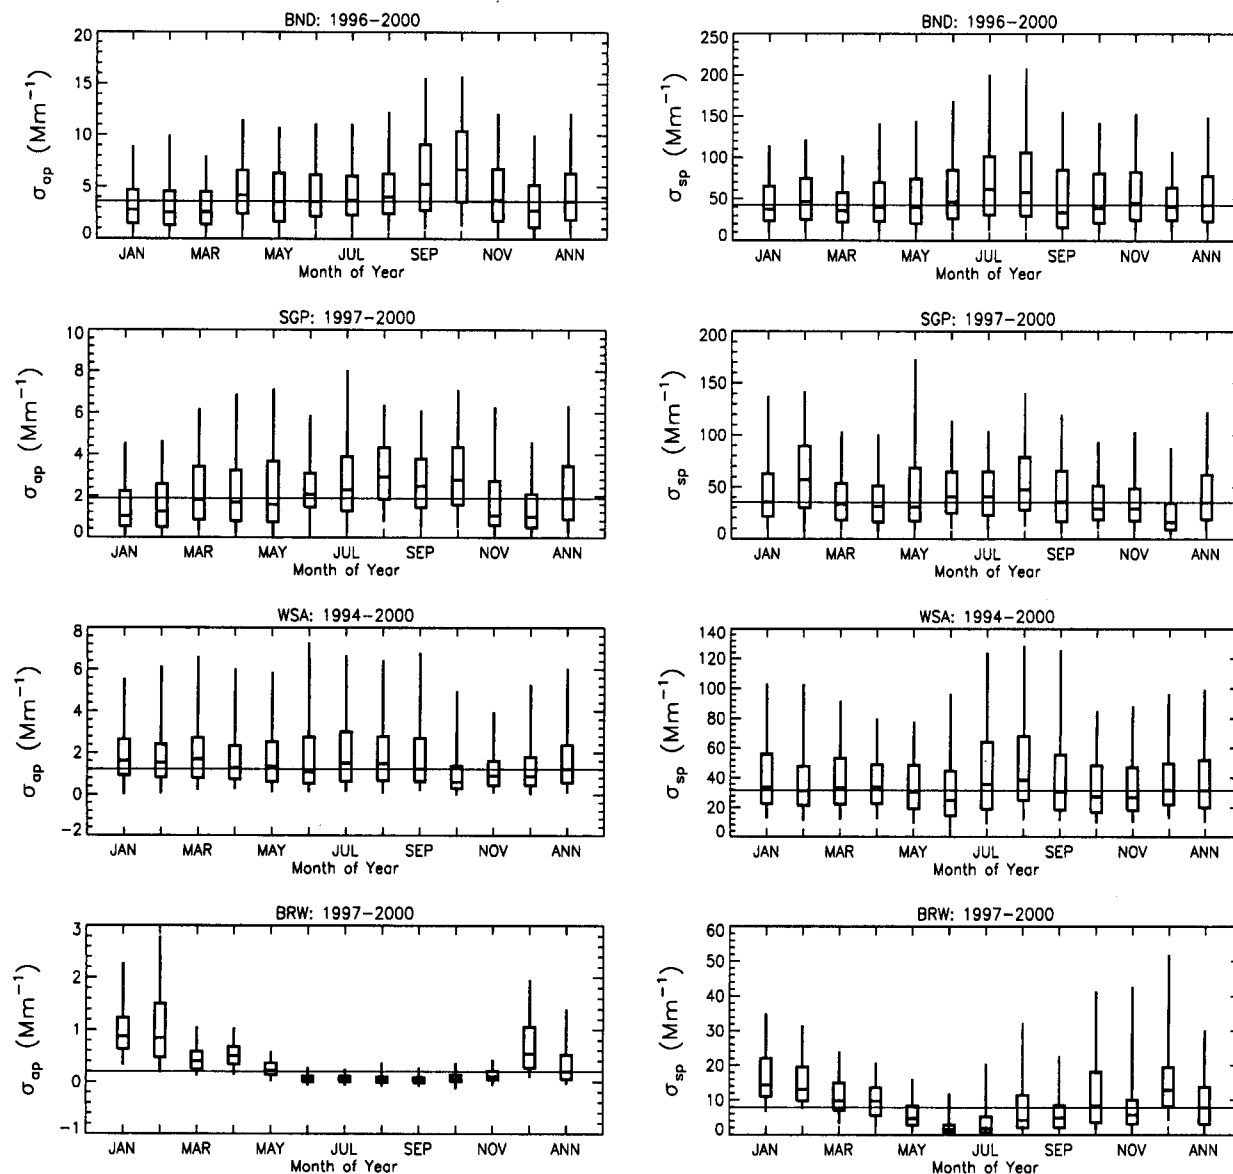 BND: 1996-2000
20
15
10
5
0
σap (Mm−1)
JAN MAR MAY JUL SEP NOV ANN
Month of Year
BND: 1996-2000
250
200
150
100
50
0
σsp (Mm−1)
JAN MAR MAY JUL SEP NOV ANN
Month of Year
SGP: 1997-2000
10
8
6
4
2
0
σap (Mm−1)
JAN MAR MAY JUL SEP NOV ANN
Month of Year
SGP: 1997-2000
200
150
100
50
0
σsp (Mm−1)
JAN MAR MAY JUL SEP NOV ANN
Month of Year
WSA: 1994-2000
8
6
4
2
0
-2
σap (Mm−1)
JAN MAR MAY JUL SEP NOV ANN
Month of Year
WSA: 1994-2000
140
120
100
80
60
40
20
0
σsp (Mm−1)
JAN MAR MAY JUL SEP NOV ANN
Month of Year
BRW: 1997-2000
3
2
1
0
-1
σap (Mm−1)
JAN MAR MAY JUL SEP NOV ANN
Month of Year
BRW: 1997-2000
60
50
40
30
20
10
0
σsp (Mm−1)
JAN MAR MAY JUL SEP NOV ANN
Month of Year